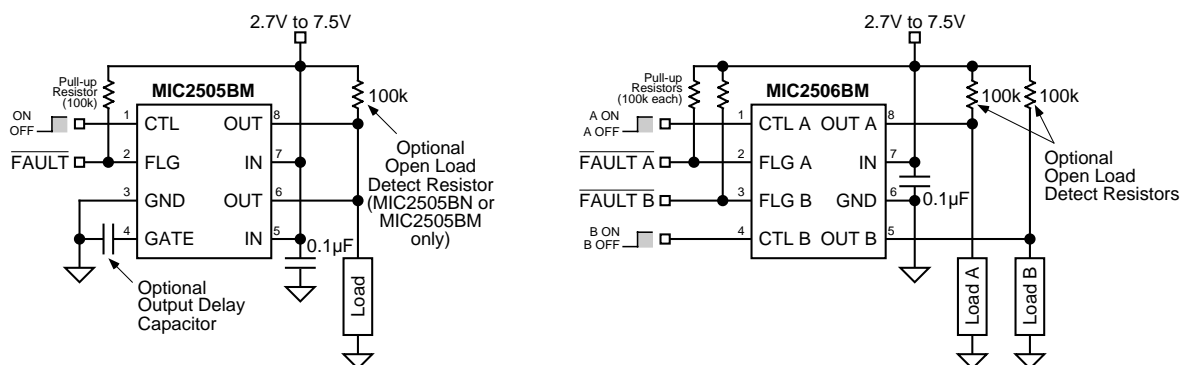 2.7V to 7.5V
MIC2505BM
Pull-up
Resistor
(100k)
100k
ON
OFF
1
CTL
OUT
8
FAULT
2
FLG
IN
7
3
GND
OUT
6
4
GATE
IN
5
0.1µF
Optional
Open Load
Detect Resistor
(MIC2505BN or
MIC2505BM
only)
Load
Optional
Output Delay
Capacitor
2.7V to 7.5V
MIC2506BM
Pull-up
Resistors
(100k each)
100k
100k
A ON
A OFF
1
CTL A
OUT A
8
FAULT A
2
FLG A
IN
7
FAULT B
3
FLG B
GND
6
0.1µF
B ON
B OFF
4
CTL B
OUT B
5
Optional
Open Load
Detect Resistors
Load A
Load B